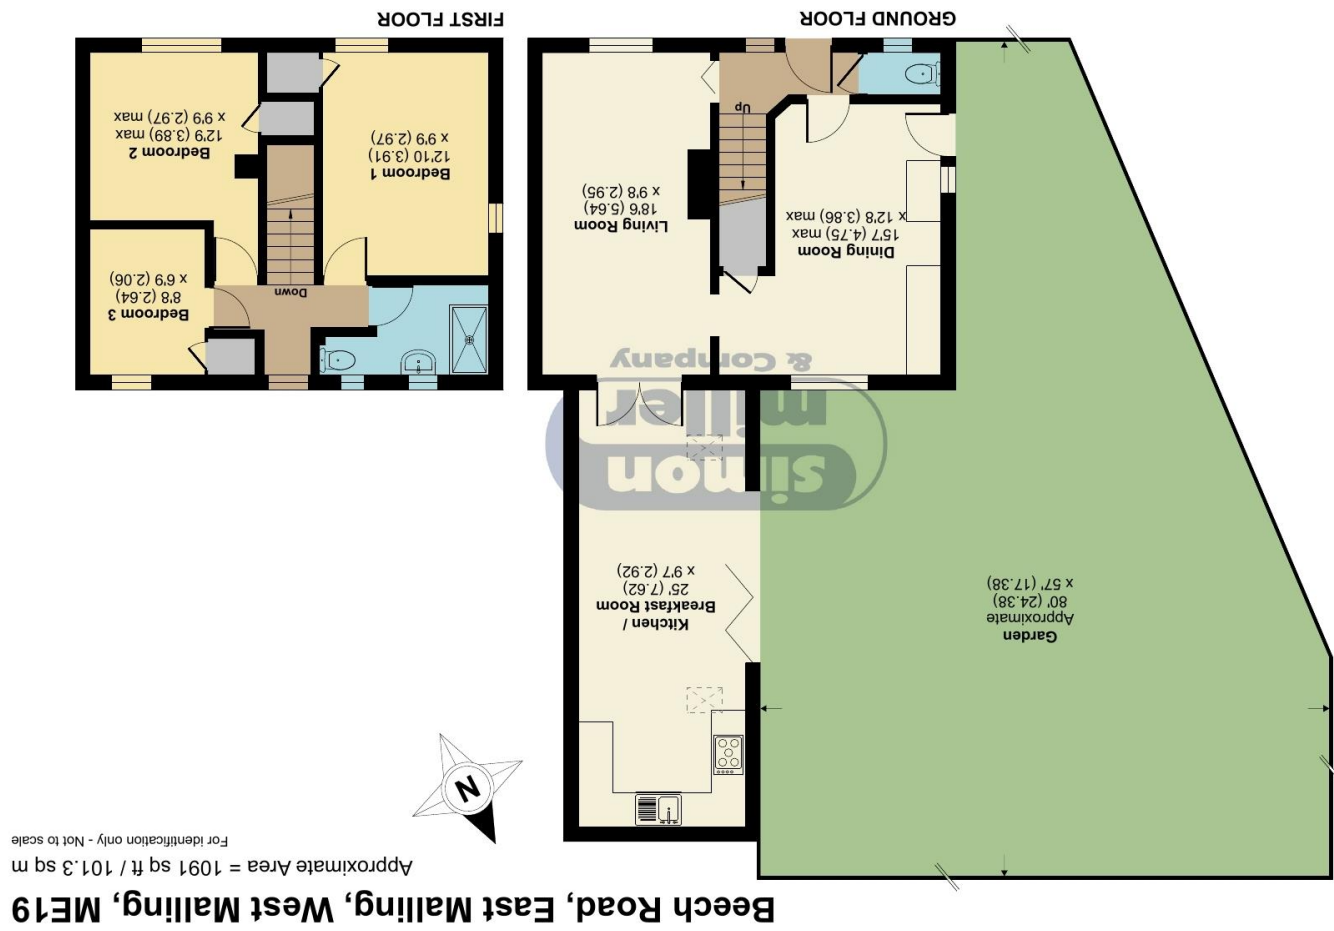 Beech Road, East Malling, West Malling, ME19
Approximate Area = 1091 sq ft / 101.3 sq m
For identification only - Not to scale
N
Garden
Approximate
80' (24.38)
x 57' (17.38)
Kitchen /
Breakfast Room
25' (7.62)
x 9'7 (2.92)
simon
miller
& Company
Dining Room
15'7 (4.75) max
x 12'8 (3.86) max
Living Room
18'6 (5.64)
x 9'8 (2.95)
Up
GROUND FLOOR
Down
Bedroom 3
8'8 (2.64)
x 6'9 (2.06)
Bedroom 1
12'10 (3.91)
x 9'9 (2.97)
Bedroom 2
12'9 (3.89) max
x 9'9 (2.97) max
FIRST FLOOR